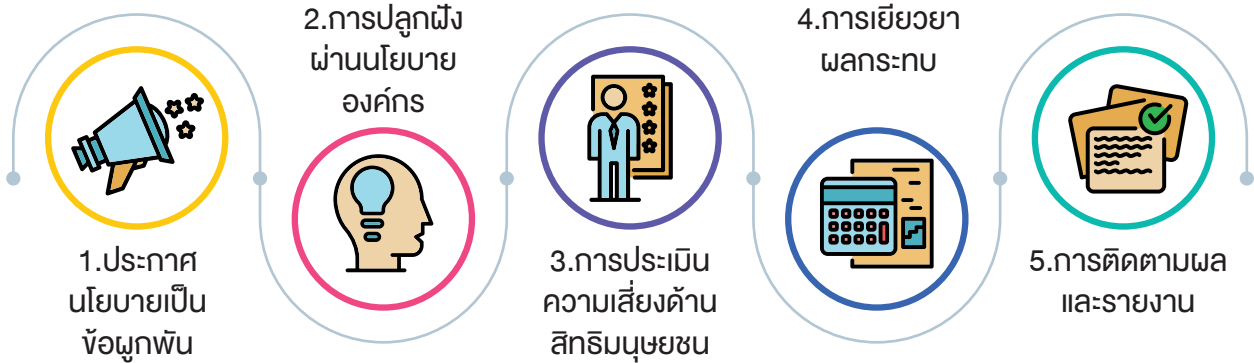 1.ประกาศ
นโยบายเป็น
ข้อผูกพัน
2.การปลูกฝัง
ผ่านนโยบาย
องค์กร
3.การประเมิน
ความเสี่ยงด้าน
สิทธิมนุษยชน
4.การเยียวยา
ผลกระทบ
5.การติดตามผล
และรายงาน